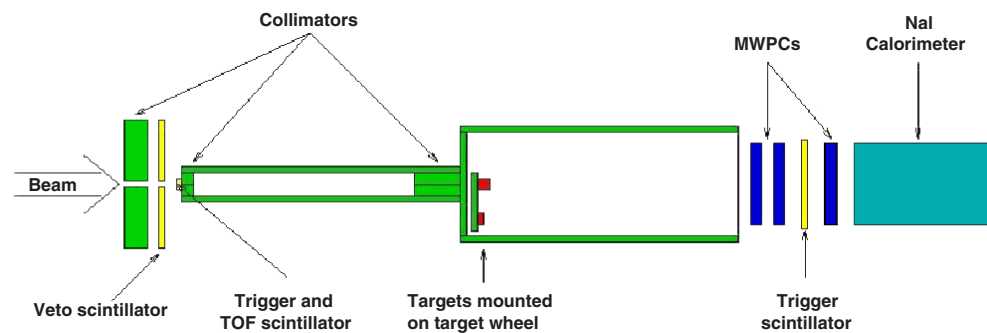 Collimators
MWPCs
NaI
Calorimeter
Beam
Veto scintillator
Trigger and
TOF scintillator
Targets mounted
on target wheel
Trigger
scintillator